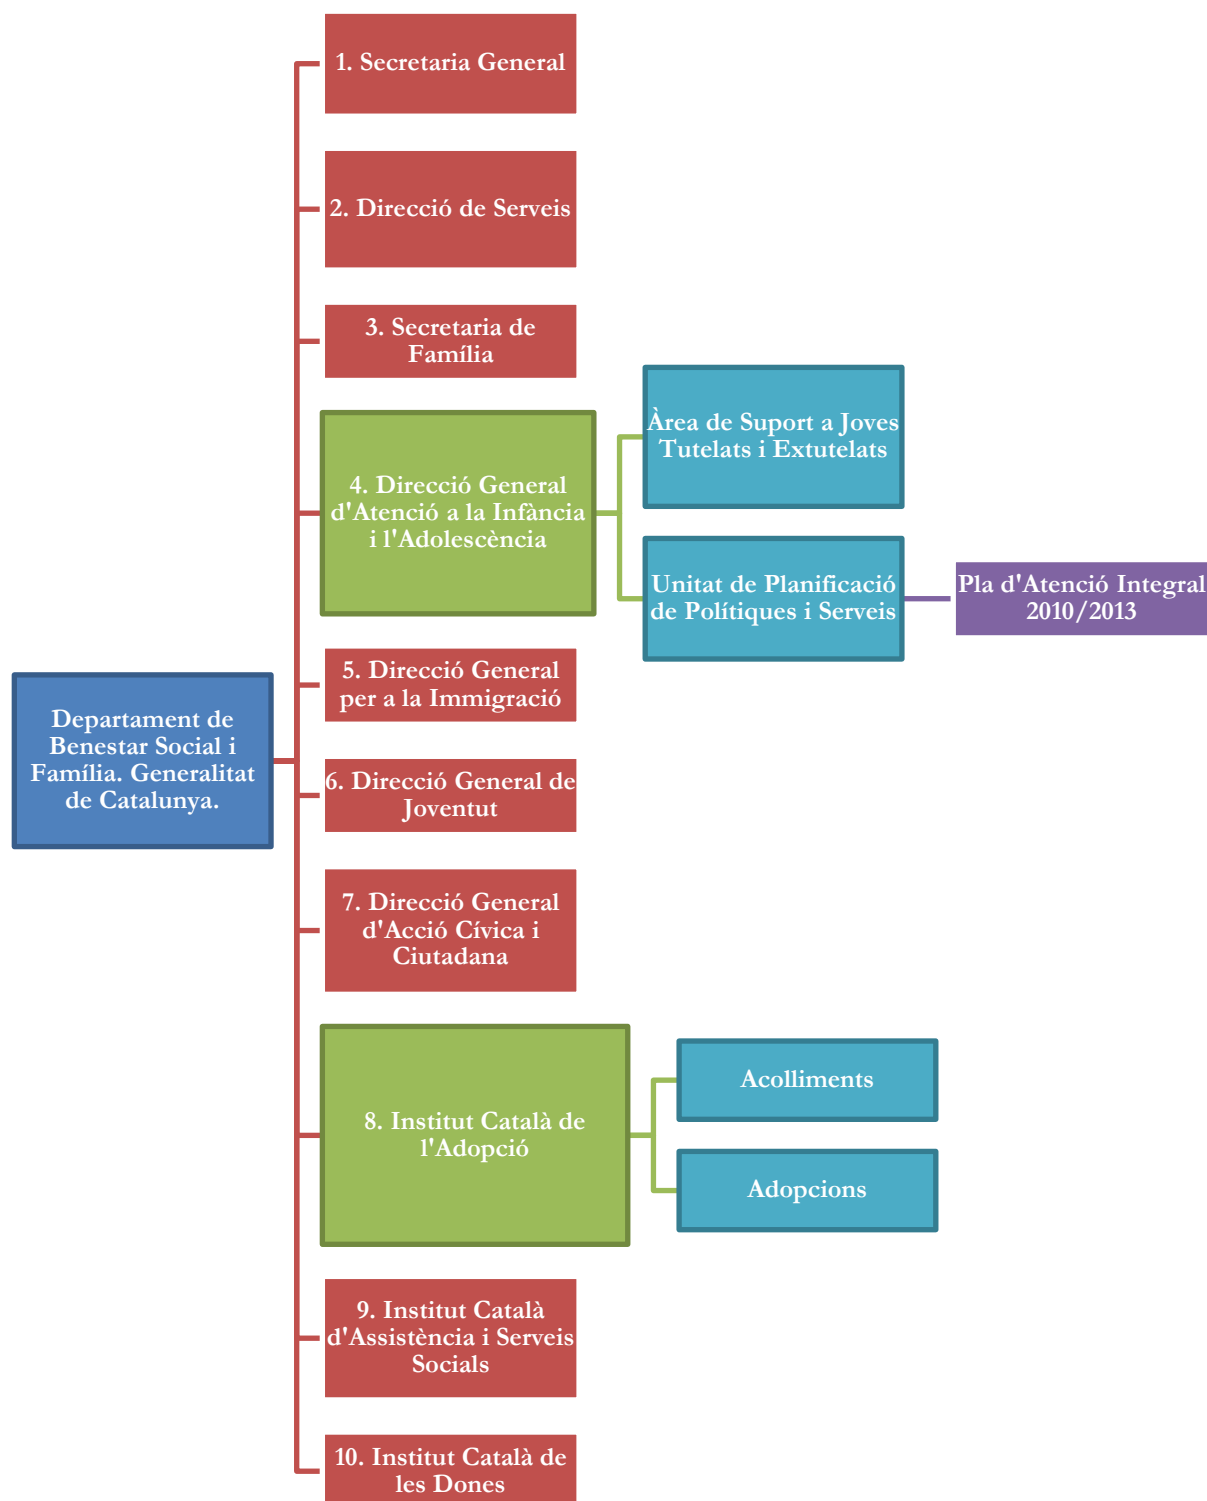 1. Secretaria General
2. Direcció de Serveis
3. Secretaria de
Família
4. Direcció General
d'Atenció a la Infància
i l'Adolescència
Àrea de Suport a Joves
Tutelats i Extutelats
Unitat de Planificació
de Polítiques i Serveis
Pla d'Atenció Integral
2010/2013
5. Direcció General
per a la Immigració
Departament de
Benestar Social i
Família. Generalitat
de Catalunya.
6. Direcció General de
Joventut
7. Direcció General
d'Acció Cívica i
Ciutadana
8. Institut Català de
l'Adopció
Acolliments
Adopcions
9. Institut Català
d'Assistència i Serveis
Socials
10. Institut Català de
les Dones